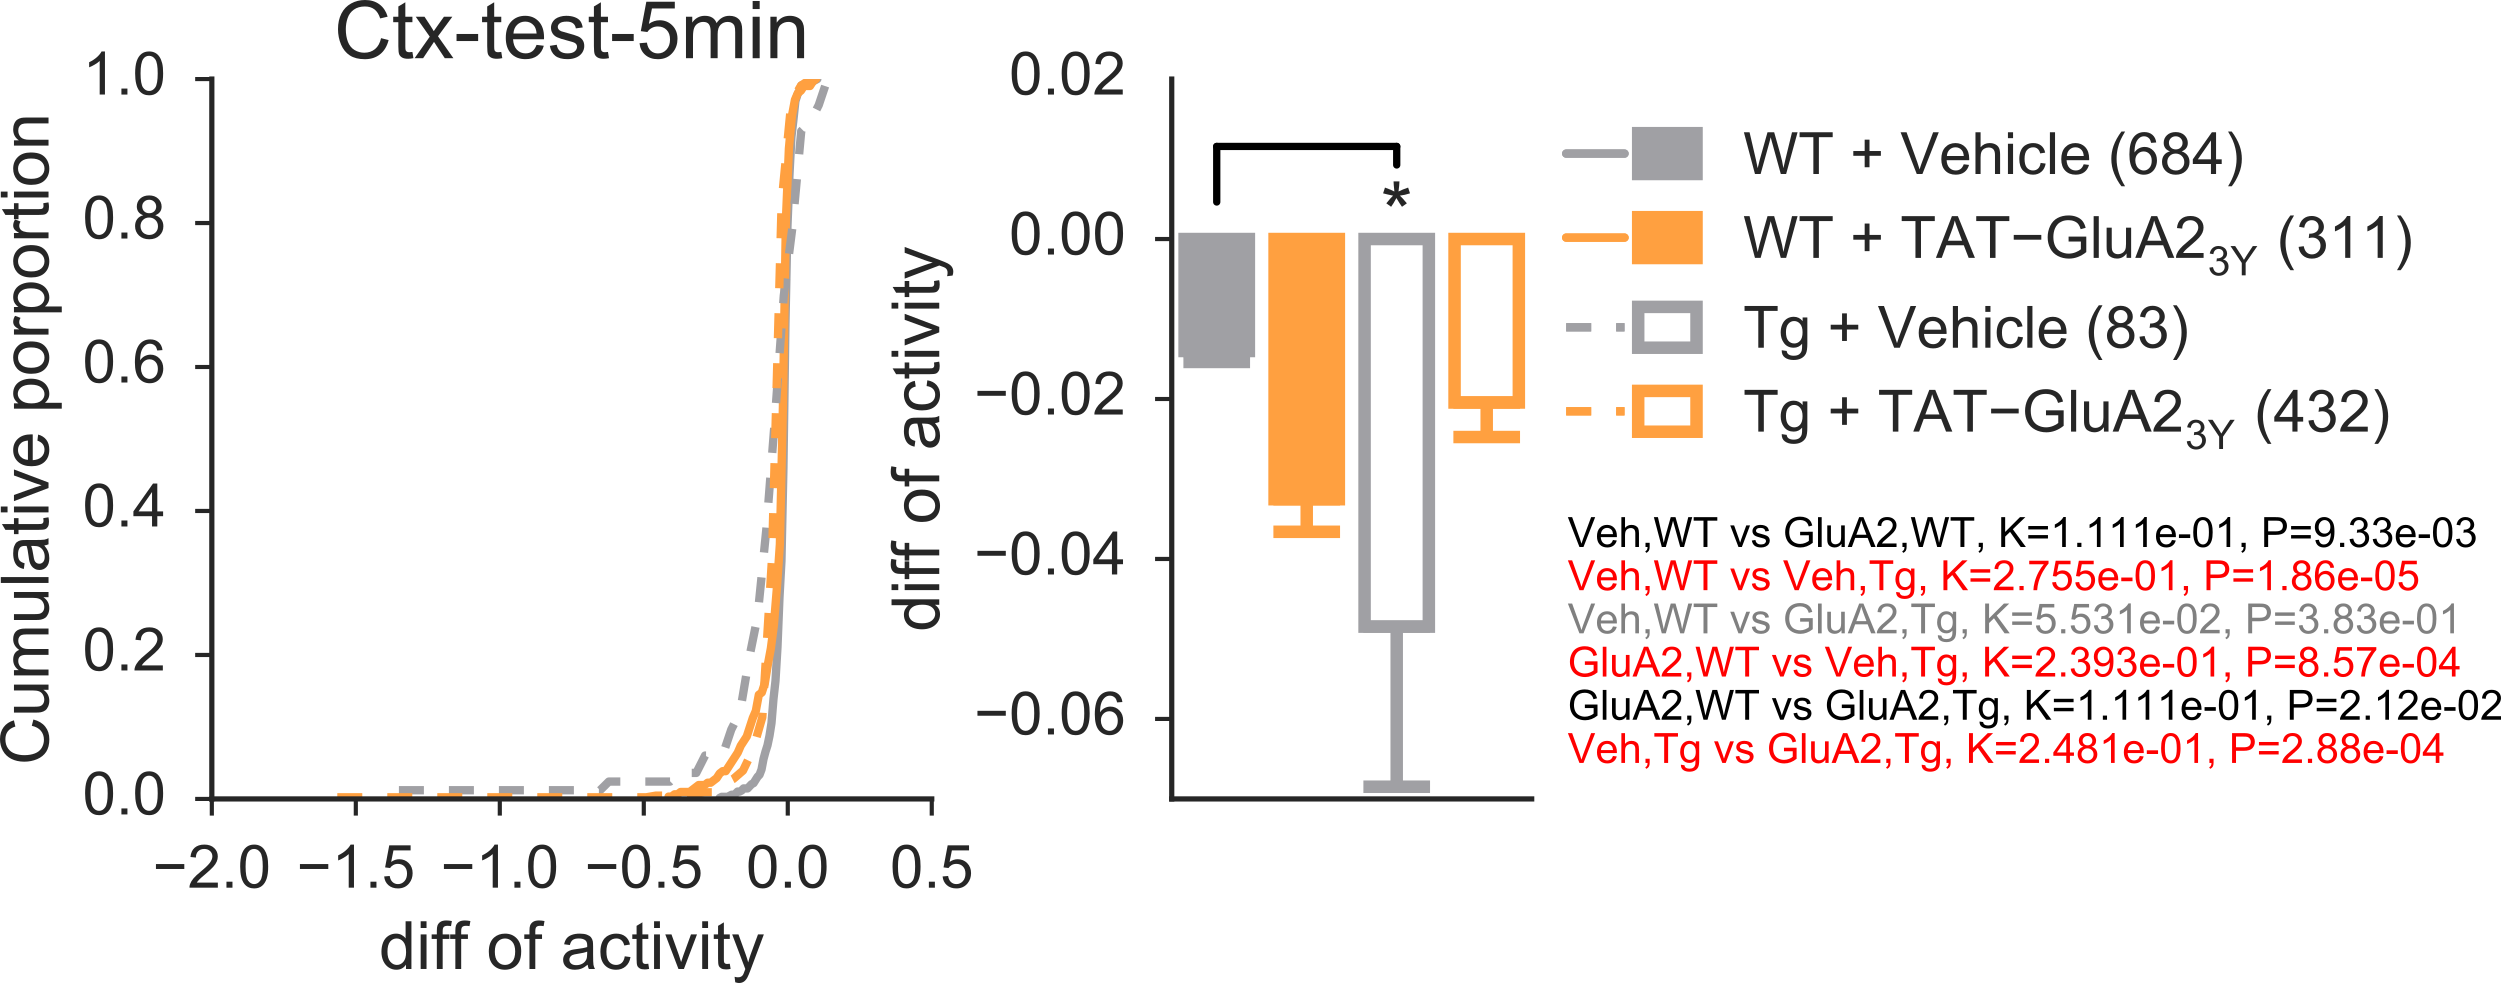 Ctx-test-5min
Cumulative porportion
1.0
0.8
0.6
0.4
0.2
0.0
−2.0 −1.5 −1.0 −0.5 0.0 0.5
diff of activity
diff of activity
0.02
0.00
−0.02
−0.04
−0.06
*
WT + Vehicle (684)
WT + TAT−GluA23Y (311)
Tg + Vehicle (83)
Tg + TAT−GluA23Y (432)
Veh,WT vs GluA2,WT, K=1.111e-01, P=9.33e-03
Veh,WT vs Veh,Tg, K=2.755e-01, P=1.86e-05
Veh,WT vs GluA2,Tg, K=5.531e-02, P=3.83e-01
GluA2,WT vs Veh,Tg, K=2.393e-01, P=8.57e-04
GluA2,WT vs GluA2,Tg, K=1.111e-01, P=2.12e-02
Veh,Tg vs GluA2,Tg, K=2.481e-01, P=2.88e-04